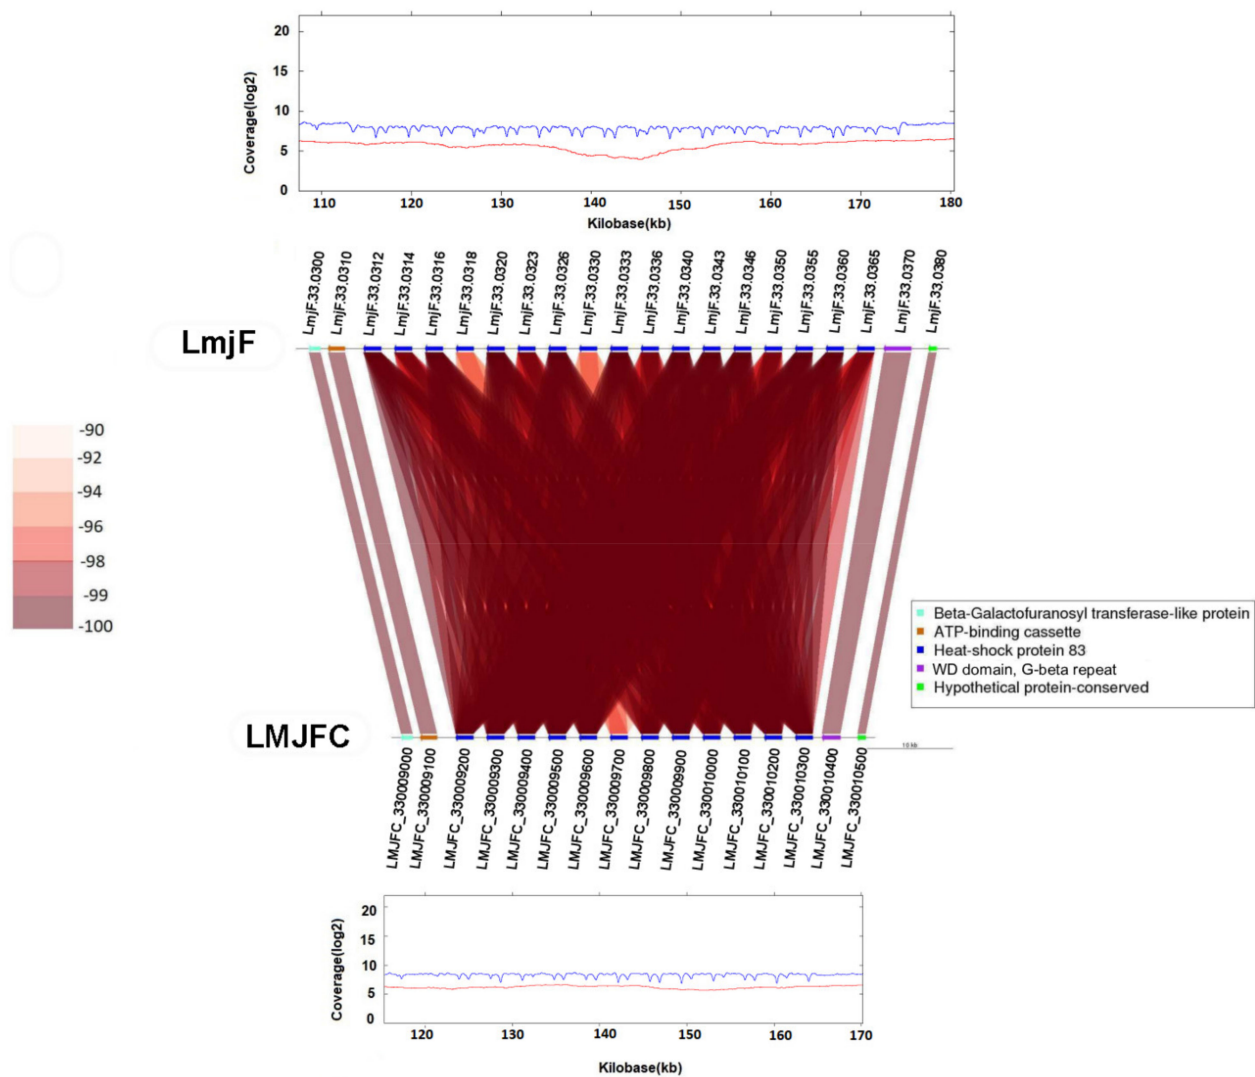 20
15
10
5
0
Coverage(log2)
110 120 130 140 150 160 170 180
Kilobase(kb)
LmjF.33.0300
LmjF.33.0310
LmjF.33.0312
LmjF.33.0314
LmjF.33.0316
LmjF.33.0318
LmjF.33.0320
LmjF.33.0323
LmjF.33.0326
LmjF.33.0330
LmjF.33.0333
LmjF.33.0336
LmjF.33.0340
LmjF.33.0343
LmjF.33.0346
LmjF.33.0350
LmjF.33.0355
LmjF.33.0360
LmjF.33.0365
LmjF.33.0370
LmjF.33.0380
LmjF
-90
-92
-94
-96
-98
-99
-100
Beta-Galactofuranosyl transferase-like protein
ATP-binding cassette
Heat-shock protein 83
WD domain, G-beta repeat
Hypothetical protein-conserved
LMJFC
LMJFC_330009000
LMJFC_330009100
LMJFC_330009200
LMJFC_330009300
LMJFC_330009400
LMJFC_330009500
LMJFC_330009600
LMJFC_330009700
LMJFC_330009800
LMJFC_330009900
LMJFC_330010000
LMJFC_330010100
LMJFC_330010200
LMJFC_330010300
LMJFC_330010400
LMJFC_330010500
20
15
10
5
0
Coverage(log2)
120 130 140 150 160 170
Kilobase(kb)